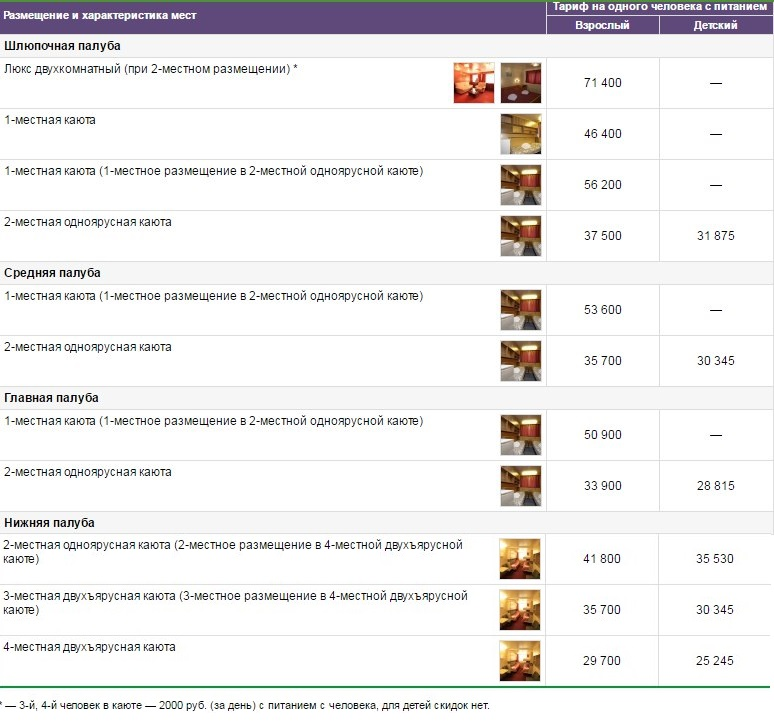 Размещение и характеристика мест
Тариф на одного человека с питанием
Взрослый Детский
Шлюпочная палуба
Люкс двухкомнатный (при 2-местном размещении) * 71 400 —
1-местная каюта 46 400 —
1-местная каюта (1-местное размещение в 2-местной одноярусной каюте) 56 200 —
2-местная одноярусная каюта 37 500 31 875
Средняя палуба
1-местная каюта (1-местное размещение в 2-местной одноярусной каюте) 53 600 —
2-местная одноярусная каюта 35 700 30 345
Главная палуба
1-местная каюта (1-местное размещение в 2-местной одноярусной каюте) 50 900 —
2-местная одноярусная каюта 33 900 28 815
Нижняя палуба
2-местная одноярусная каюта (2-местное размещение в 4-местной двухъярусной
каюте) 41 800 35 530
3-местная двухъярусная каюта (3-местное размещение в 4-местной двухъярусной
каюте) 35 700 30 345
4-местная двухъярусная каюта 29 700 25 245
* — 3-й, 4-й человек в каюте — 2000 руб. (за день) с питанием с человека, для детей скидок нет.